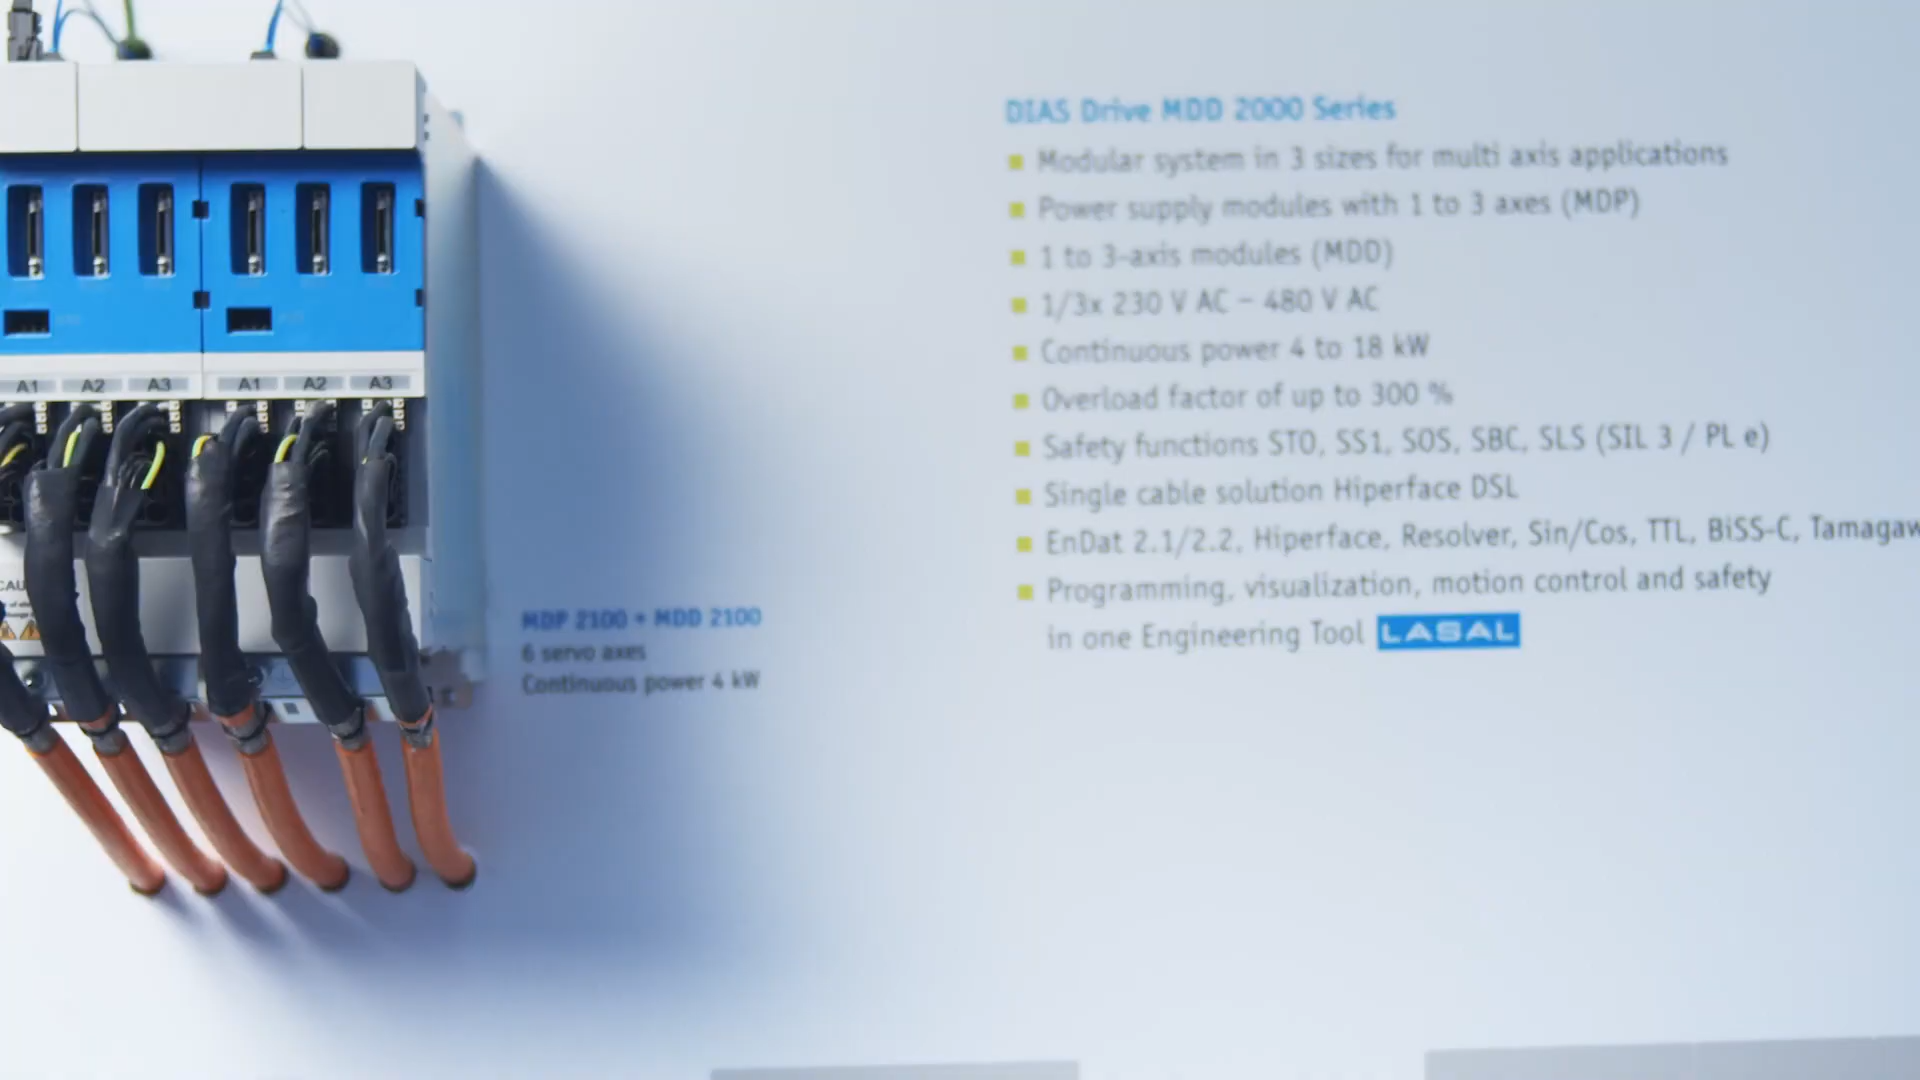 A1 A2 A3 A1 A2 A3
CAU
MDP 2100 + MDD 2100
6 servo axes
Continuous power 4 kW
DIAS Drive MDD 2000 Series
Modular system in 3 sizes for multi axis applications
Power supply modules with 1 to 3 axes (MDP)
1 to 3-axis modules (MDD)
1/3x 230 V AC – 480 V AC
Continuous power 4 to 18 kW
Overload factor of up to 300 %
Safety functions STO, SS1, SOS, SBC, SLS (SIL 3 / PL e)
Single cable solution Hiperface DSL
EnDat 2.1/2.2, Hiperface, Resolver, Sin/Cos, TTL, BiSS-C, Tamagaw
Programming, visualization, motion control and safety
in one Engineering Tool LASAL